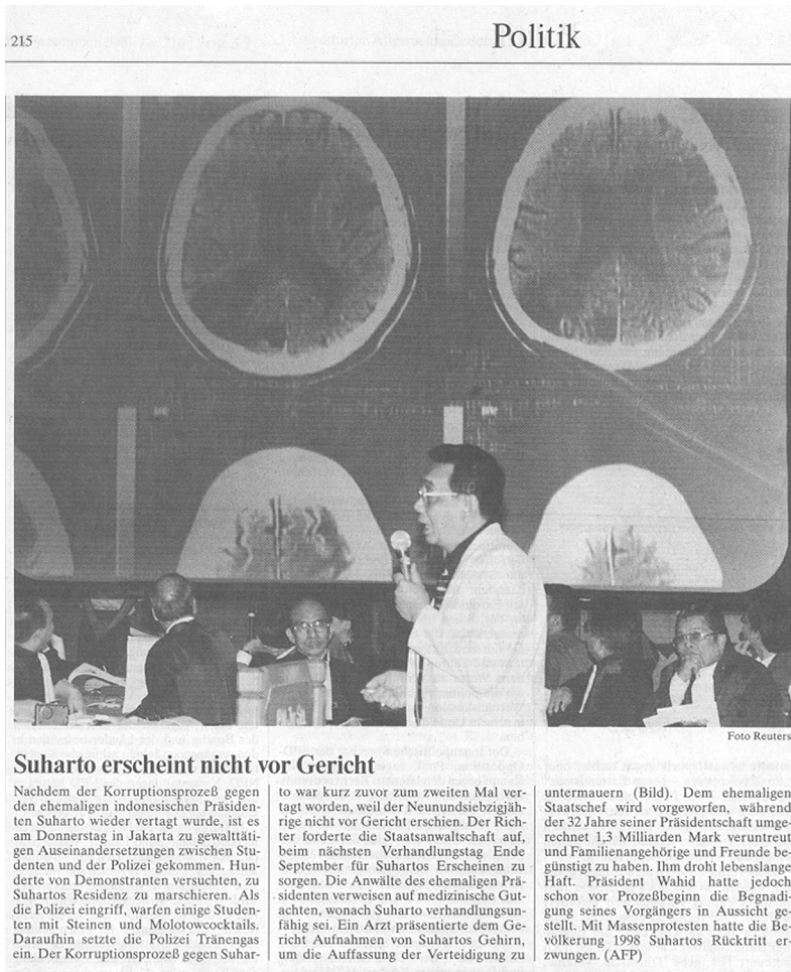 215
Politik
Foto Reuters
Suharto erscheint nicht vor Gericht
Nachdem der Korruptionsprozeß gegen
den ehemaligen indonesischen Präsiden-
ten Suharto wieder vertagt wurde, ist es
am Donnerstag in Jakarta zu gewalttäti-
gen Auseinandersetzungen zwischen Stu-
denten und der Polizei gekommen. Hun-
derte von Demonstranten versuchten, zu
Suhartos Residenz zu marschieren. Als
die Polizei eingriff, warfen einige Studen-
ten mit Steinen und Molotowcocktails.
Daraufhin setzte die Polizei Tränengas
ein. Der Korruptionsprozeß gegen Suhar-
to war kurz zuvor zum zweiten Mal ver-
tagt worden, weil der Neunundsiebzigjäh-
rige nicht vor Gericht erschien. Der Rich-
ter forderte die Staatsanwaltschaft auf,
beim nächsten Verhandlungstag Ende
September für Suhartos Erscheinen zu
sorgen. Die Anwälte des ehemaligen Prä-
sidenten verweisen auf medizinische Gut-
achten, wonach Suharto verhandlungsun-
fähig sei. Ein Arzt präsentierte dem Ge-
richt Aufnahmen von Suhartos Gehirn,
um die Auffassung der Verteidigung zu
untermauern (Bild). Dem ehemaligen
Staatschef wird vorgeworfen, während
der 32 Jahre seiner Präsidentschaft umge-
rechnet 1,3 Milliarden Mark veruntreut
und Familienangehörige und Freunde be-
günstigt zu haben. Ihm droht lebenslange
Haft. Präsident Wahid hatte jedoch
schon vor Prozeßbeginn die Begnadi-
gung seines Vorgängers in Aussicht ge-
stellt. Mit Massenprotesten hatte die Be-
völkerung 1998 Suhartos Rücktritt er-
zwungen. (AFP)